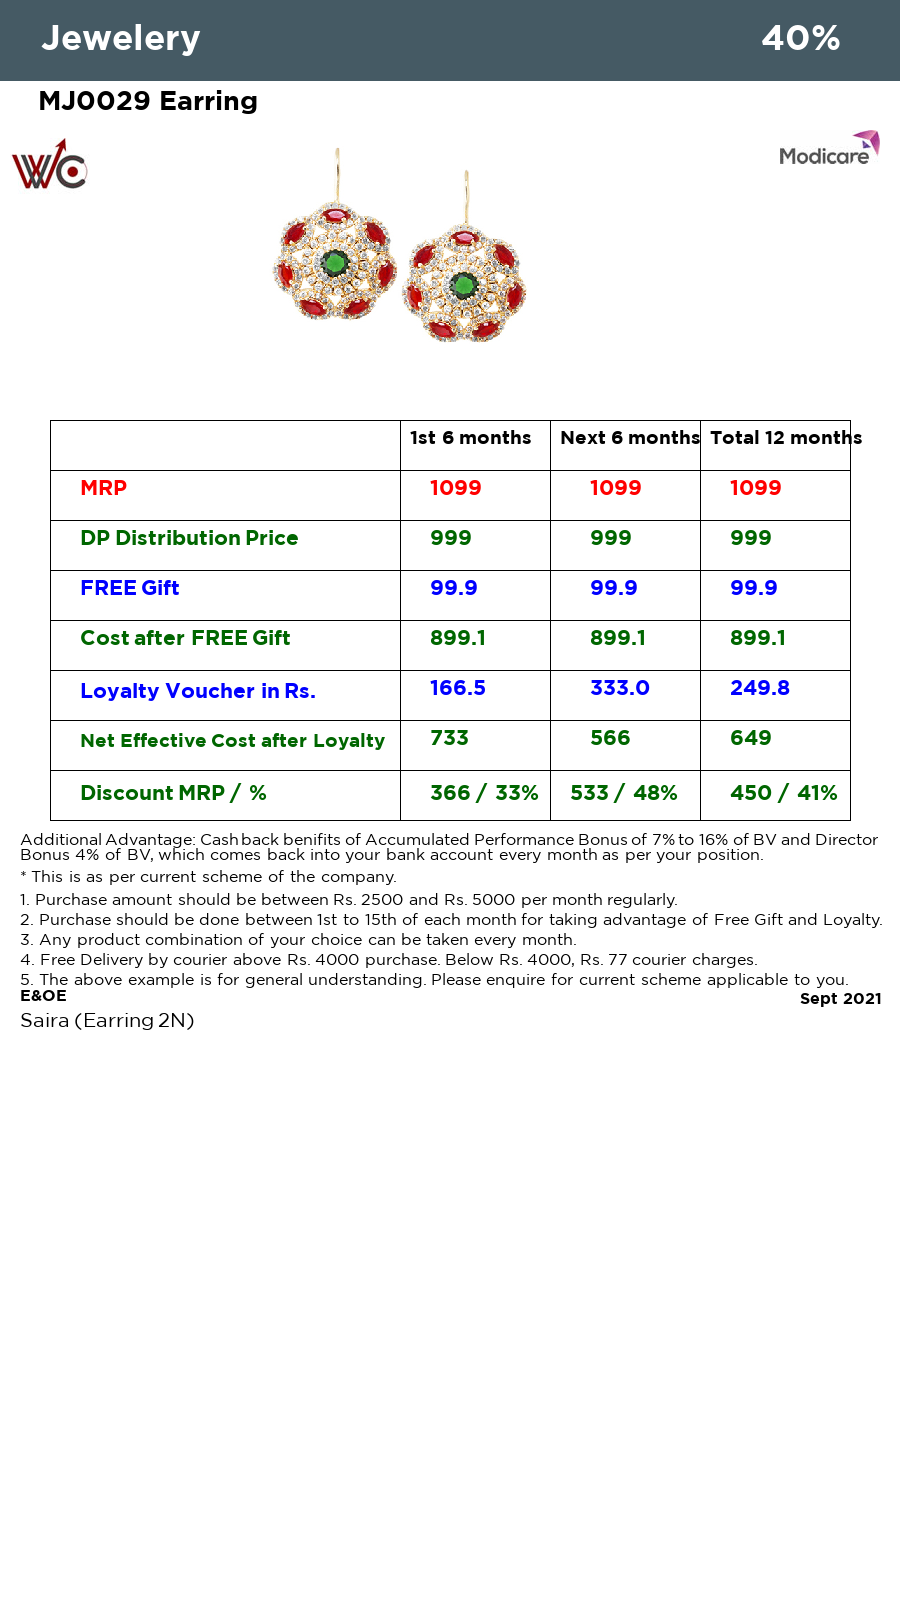 Jewelery 40%
MJ0029 Earring
WC
Modicare
1st 6 months Next 6 months Total 12 months
MRP 1099 1099 1099
DP Distribution Price 999 999 999
FREE Gift 99.9 99.9 99.9
Cost after FREE Gift 899.1 899.1 899.1
Loyalty Voucher in Rs. 166.5 333.0 249.8
Net Effective Cost after Loyalty 733 566 649
Discount MRP / % 366 / 33% 533 / 48% 450 / 41%
Additional Advantage: Cashback benifits of Accumulated Performance Bonus of 7% to 16% of BV and Director
Bonus 4% of BV, which comes back into your bank account every month as per your position.
* This is as per current scheme of the company.
1. Purchase amount should be between Rs. 2500 and Rs. 5000 per month regularly.
2. Purchase should be done between 1st to 15th of each month for taking advantage of Free Gift and Loyalty.
3. Any product combination of your choice can be taken every month.
4. Free Delivery by courier above Rs. 4000 purchase. Below Rs. 4000, Rs. 77 courier charges.
5. The above example is for general understanding. Please enquire for current scheme applicable to you.
E&OE
Sept 2021
Saira (Earring 2N)